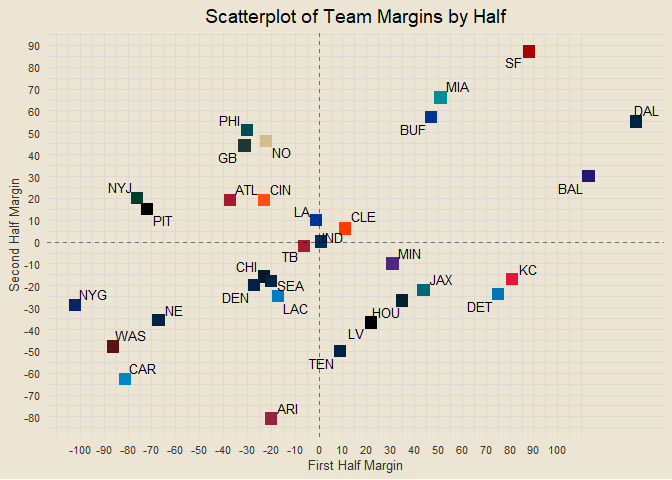 Scatterplot of Team Margins by Half
90
SF
80
MIA
70
DAL
60
PHI
BUF
50
GB
NO
40
BAL
30
NYJ
ATL
CIN
20
PIT
LA
CLE
10
IND
0
TB
MIN
-10
CHI
KC
SEA
JAX
-20
NYG
DEN
LAC
DET
-30
NE
HOU
WAS
LV
-40
TEN
-50
CAR
-60
ARI
-70
-80
Second Half Margin
-100 -90 -80 -70 -60 -50 -40 -30 -20 -10 0 10 20 30 40 50 60 70 80 90 100
First Half Margin